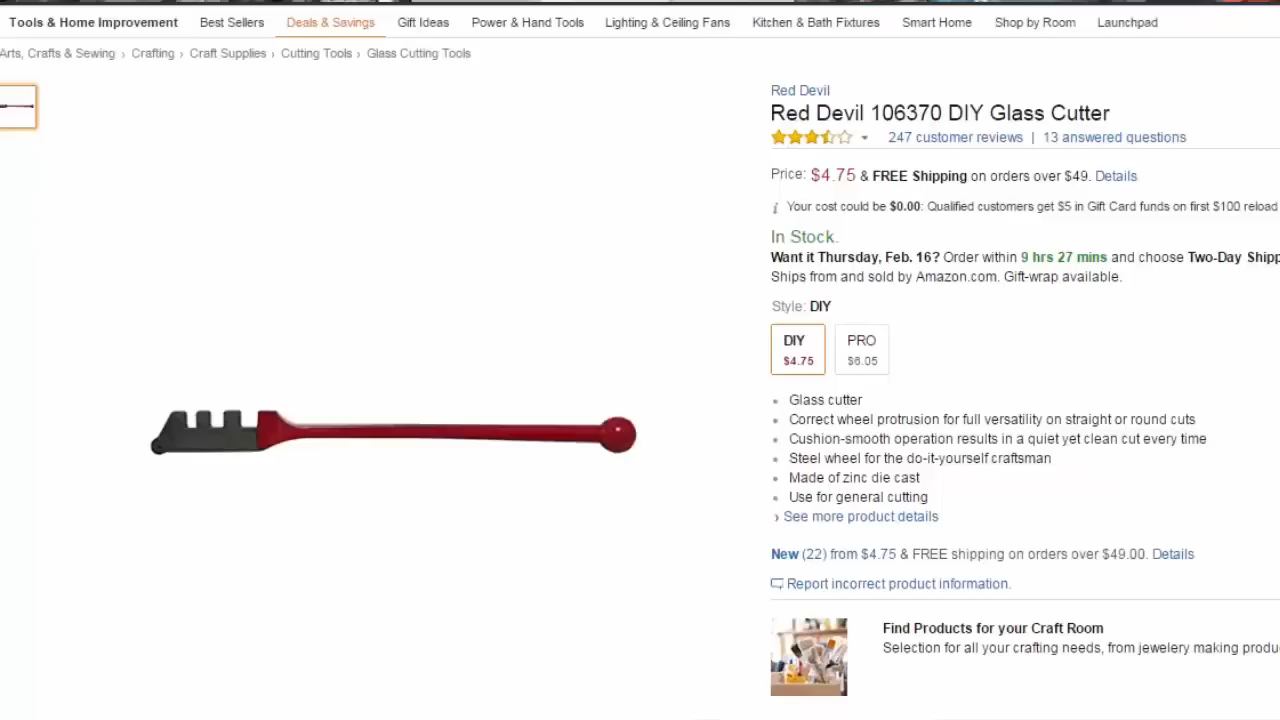 Tools & Home Improvement Best Sellers Deals & Savings Gift Ideas Power & Hand Tools Lighting & Ceiling Fans Kitchen & Bath Fixtures Smart Home Shop by Room Launchpad
Arts, Crafts & Sewing › Crafting › Craft Supplies › Cutting Tools › Glass Cutting Tools
Red Devil
Red Devil 106370 DIY Glass Cutter
247 customer reviews | 13 answered questions
Price: $4.75 & FREE Shipping on orders over $49. Details
i Your cost could be $0.00: Qualified customers get $5 in Gift Card funds on first $100 reload
In Stock.
Want it Thursday, Feb. 16? Order within 9 hrs 27 mins and choose Two-Day Shipp
Ships from and sold by Amazon.com. Gift-wrap available.
Style: DIY
DIY PRO
$4.75 $6.05
• Glass cutter
• Correct wheel protrusion for full versatility on straight or round cuts
• Cushion-smooth operation results in a quiet yet clean cut every time
• Steel wheel for the do-it-yourself craftsman
• Made of zinc die cast
• Use for general cutting
› See more product details
New (22) from $4.75 & FREE shipping on orders over $49.00. Details
Report incorrect product information.
Find Products for your Craft Room
Selection for all your crafting needs, from jewelery making produ